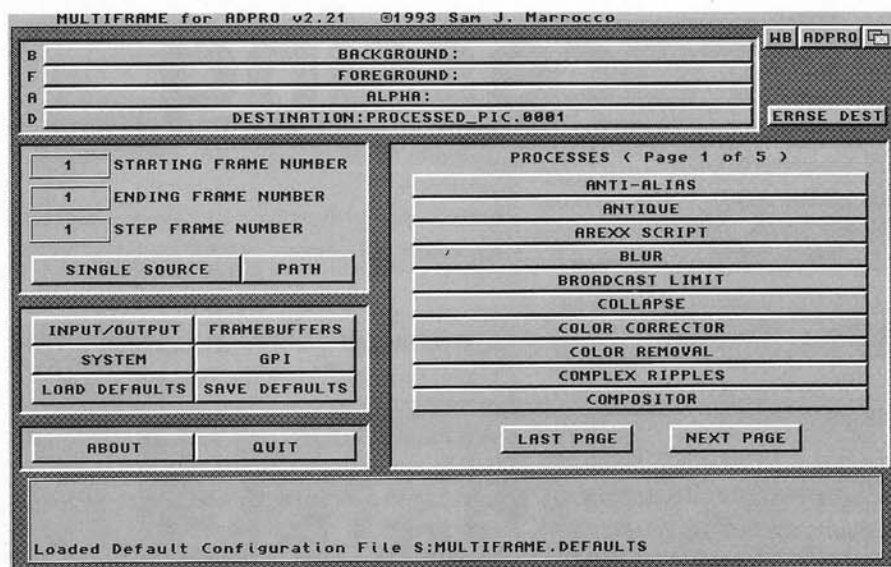 MULTIFRAME for ADPRO v2.21 ©1993 Sam J. Marrocco
WB ADPRO
B BACKGROUND:
F FOREGROUND:
A ALPHA:
D DESTINATION:PROCESSED_PIC.0001
ERASE DEST
1 STARTING FRAME NUMBER
1 ENDING FRAME NUMBER
1 STEP FRAME NUMBER
SINGLE SOURCE PATH
INPUT/OUTPUT FRAMEBUFFERS
SYSTEM GPI
LOAD DEFAULTS SAVE DEFAULTS
ABOUT QUIT
PROCESSES ( Page 1 of 5 )
ANTI-ALIAS
ANTIQUE
AREXX SCRIPT
BLUR
BROADCAST LIMIT
COLLAPSE
COLOR CORRECTOR
COLOR REMOVAL
COMPLEX RIPPLES
COMPOSITOR
LAST PAGE NEXT PAGE
Loaded Default Configuration File S:MULTIFRAME.DEFAULTS